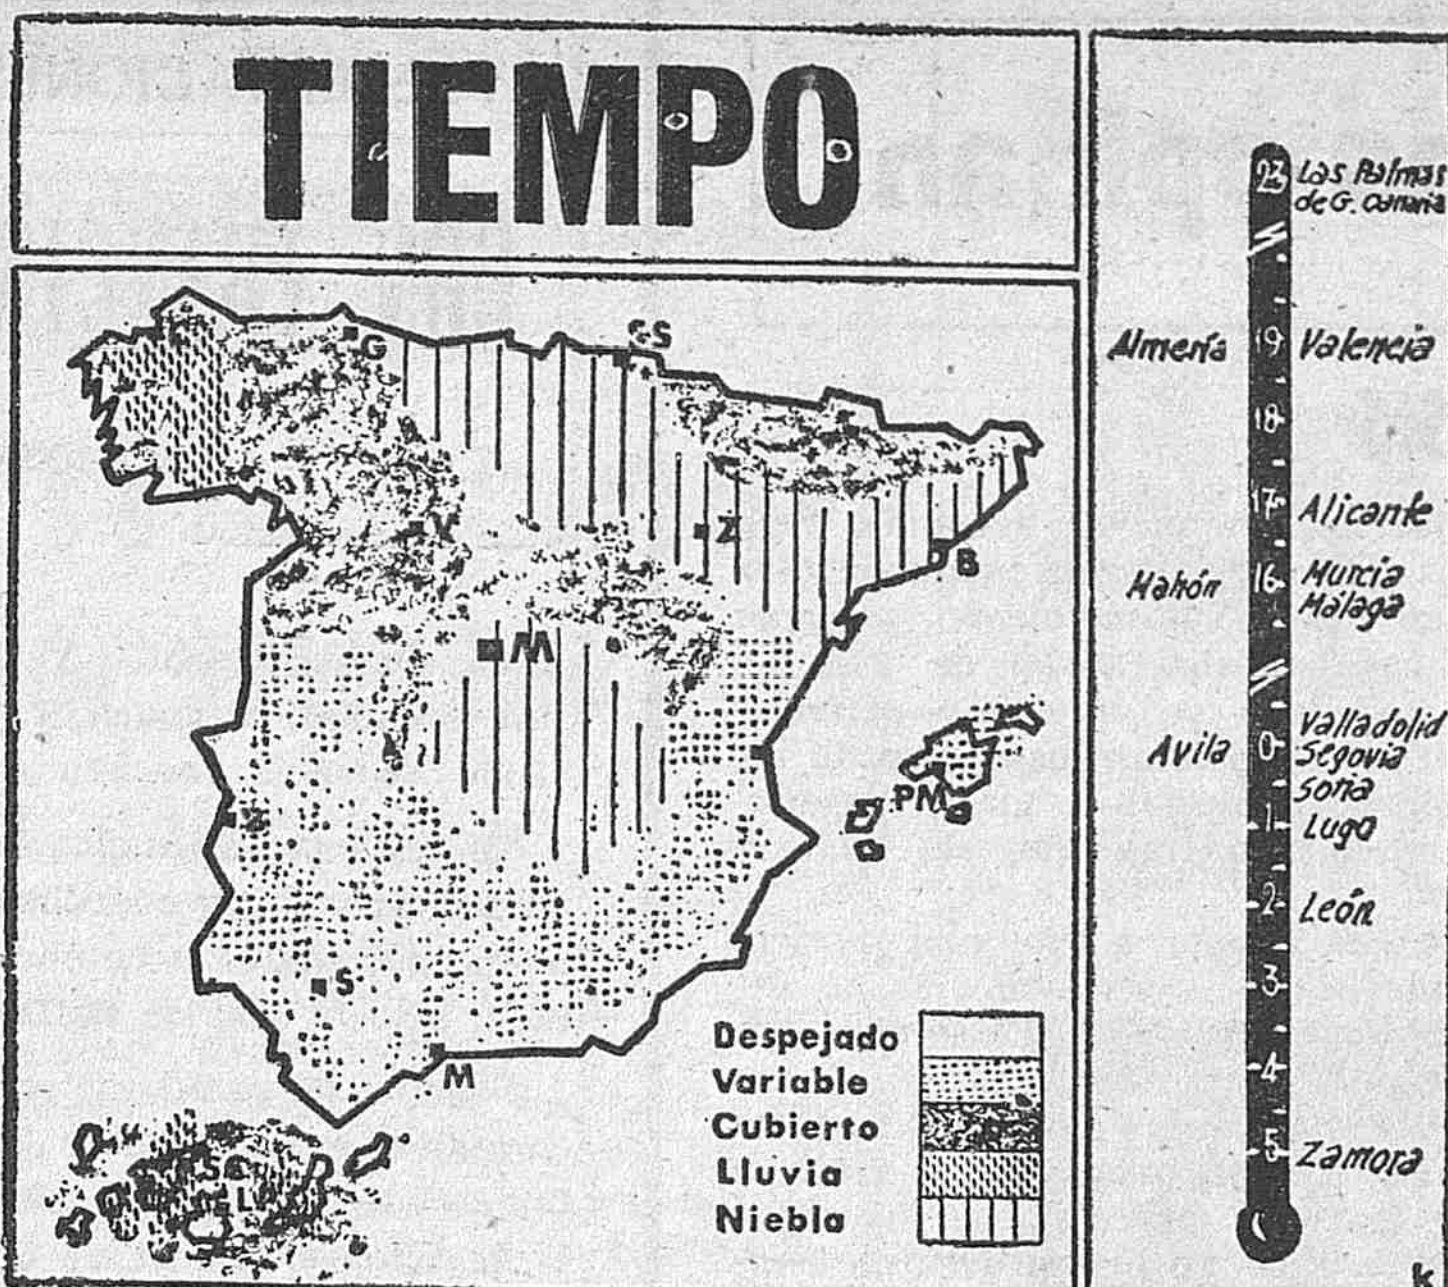 TIEMPO
G
SS
V
Z
B
M
PM
S
M
Despejado
Variable
Cubierto
Lluvia
Niebla
23 Las Palmas
de G. Canaria
Almería 19 Valencia
18
17 Alicante
Mahón 16 Murcia
Málaga
Avila 0 Valladolid
Segovia
Soria
-1- Lugo
-2- León
-3-
-4-
-5- Zamora
k